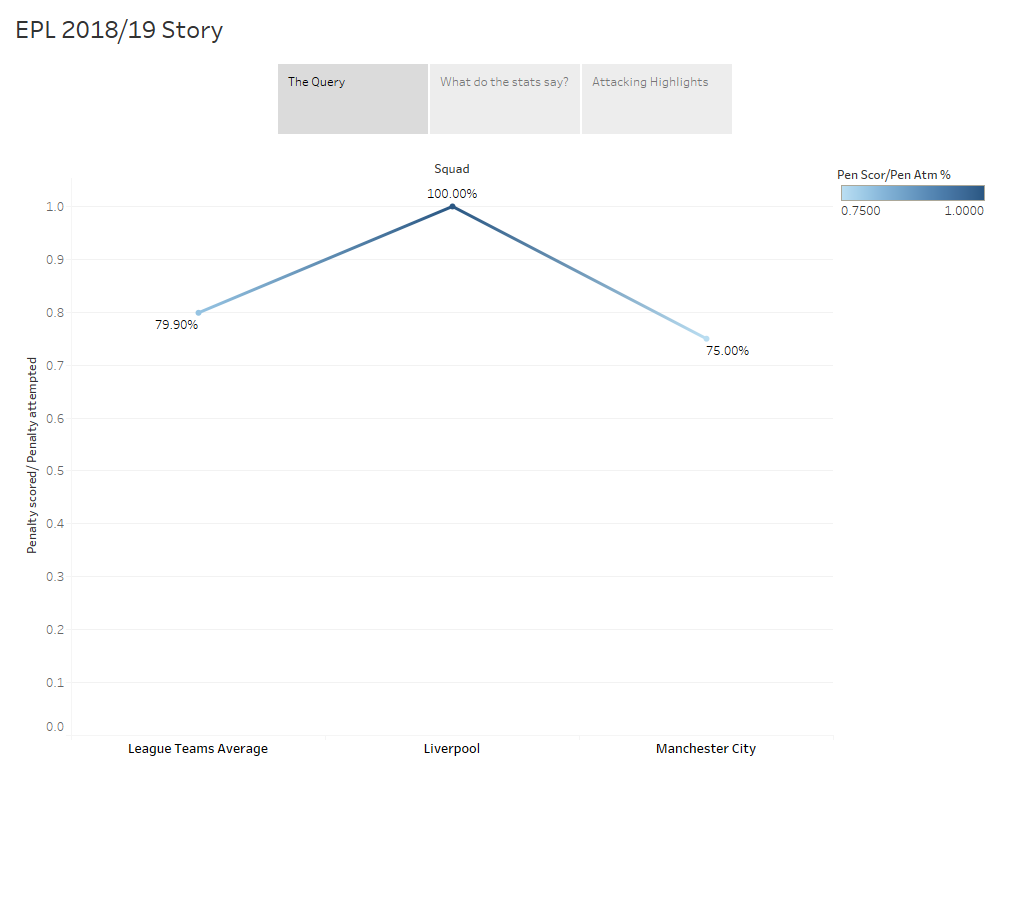 EPL 2018/19 Story
The Query
What do the stats say?
Attacking Highlights
Squad
Pen Scor/Pen Atm %
0.7500 1.0000
100.00%
79.90%
75.00%
Penalty scored/ Penalty attempted
1.0
0.9
0.8
0.7
0.6
0.5
0.4
0.3
0.2
0.1
0.0
League Teams Average
Liverpool
Manchester City